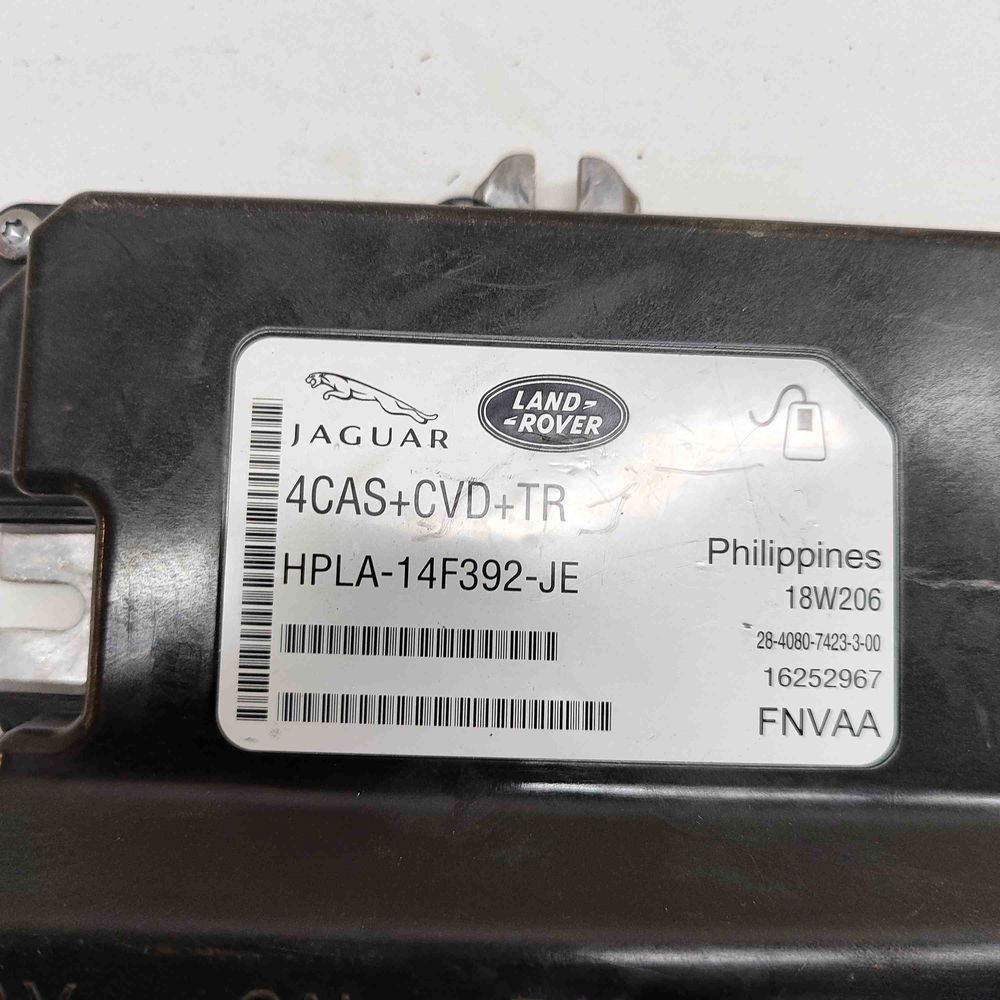 JAGUAR
LAND-
-ROVER
4CAS+CVD+TR
HPLA-14F392-JE
Philippines
18W206
28-4080-7423-3-00
16252967
FNVAA